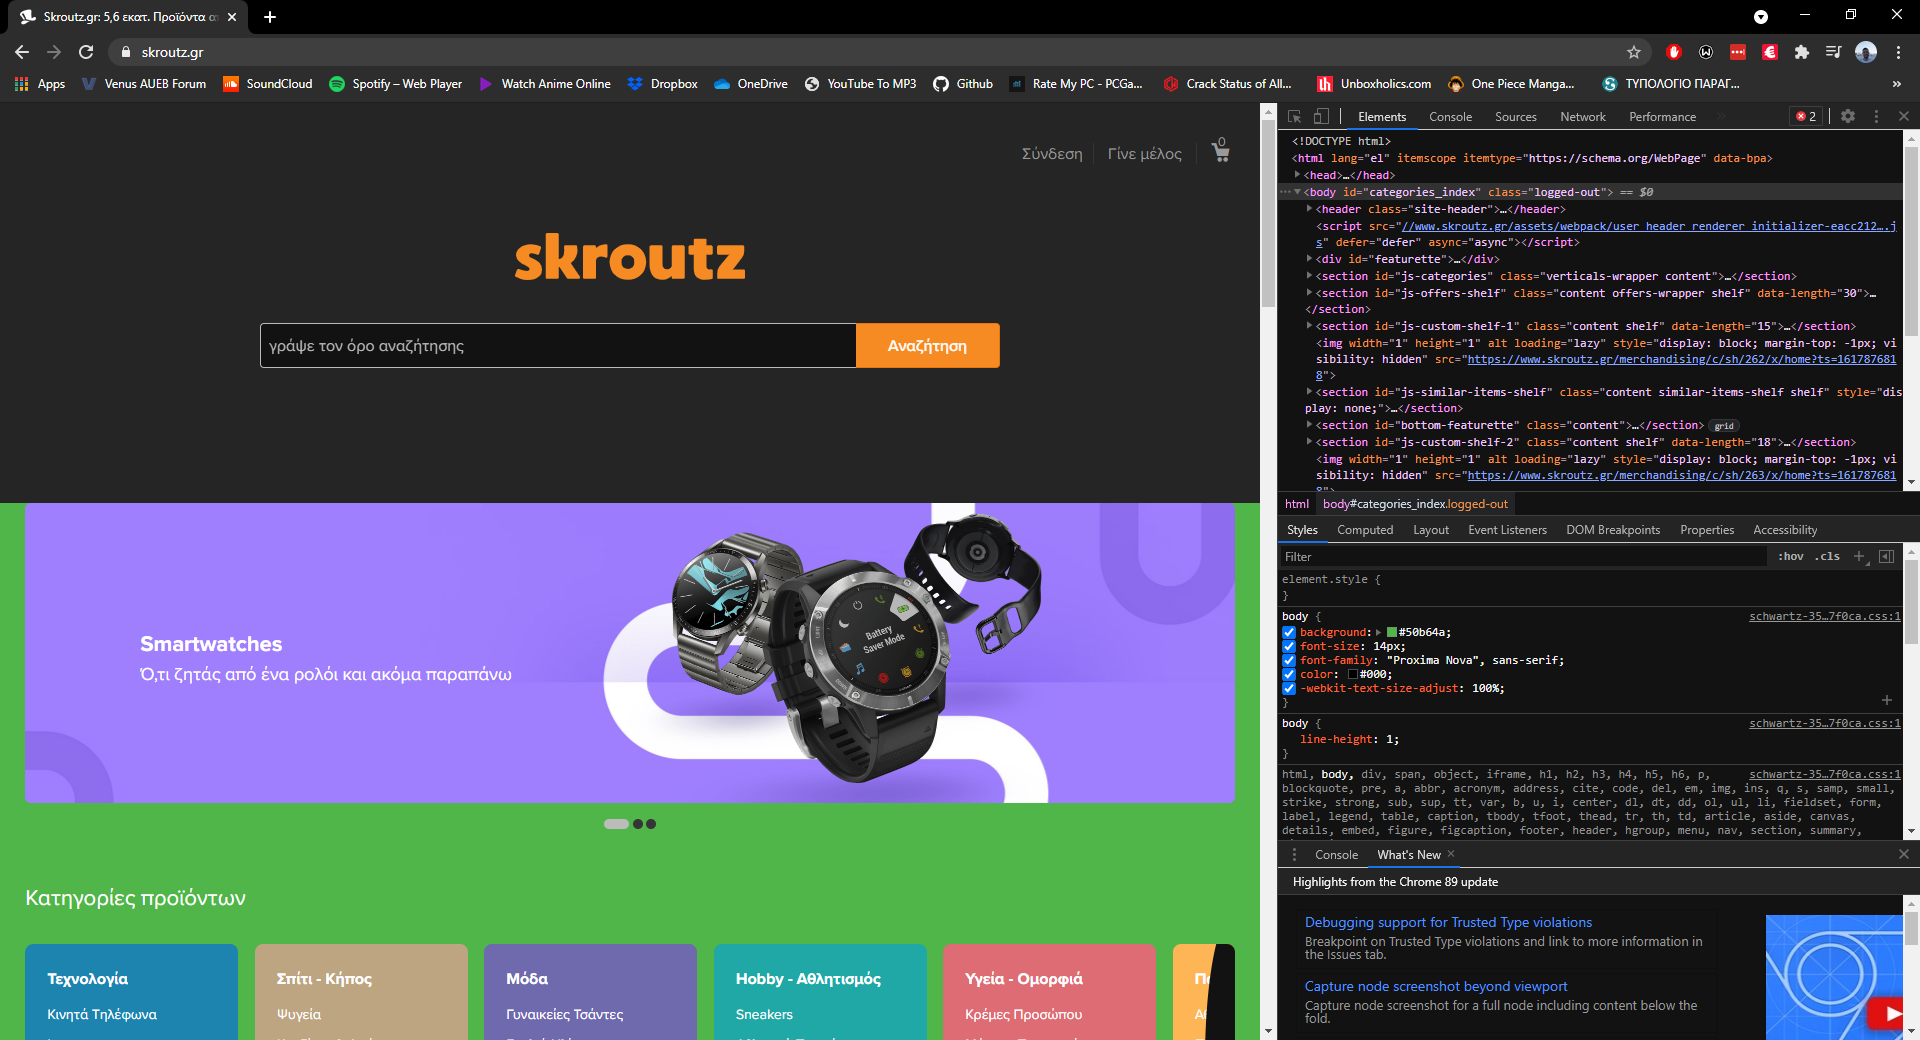 Skroutz.gr: 5,6 εκατ. Προϊόντα α
skroutz.gr
Apps
Venus AUEB Forum
SoundCloud
Spotify – Web Player
Watch Anime Online
Dropbox
OneDrive
YouTube To MP3
Github
Rate My PC - PCGa...
Crack Status of All...
Unboxholics.com
One Piece Manga...
ΤΥΠΟΛΟΓΙΟ ΠΑΡΑΓ...
»
Σύνδεση
Γίνε μέλος
0
skroutz
γράψε τον όρο αναζήτησης
Αναζήτηση
Smartwatches
Ό,τι ζητάς από ένα ρολόι και ακόμα παραπάνω
Battery
Saver Mode
Κατηγορίες προϊόντων
Τεχνολογία
Κινητά Τηλέφωνα
Σπίτι - Κήπος
Ψυγεία
Μόδα
Γυναικείες Τσάντες
Hobby - Αθλητισμός
Sneakers
Υγεία - Ομορφιά
Κρέμες Προσώπου
Elements
Console
Sources
Network
Performance
2
<!DOCTYPE html>
<html lang="el" itemscope itemtype="https://schema.org/WebPage" data-bpa>
<head>…</head>
<body id="categories_index" class="logged-out"> == $0
<header class="site-header">…</header>
<script src="//www.skroutz.gr/assets/webpack/user_header_renderer_initializer-eacc212….j
s" defer="defer" async="async"></script>
<div id="featurette">…</div>
<section id="js-categories" class="verticals-wrapper content">…</section>
<section id="js-offers-shelf" class="content offers-wrapper shelf" data-length="30">…
</section>
<section id="js-custom-shelf-1" class="content shelf" data-length="15">…</section>
<img width="1" height="1" alt loading="lazy" style="display: block; margin-top: -1px; vi
sibility: hidden" src="https://www.skroutz.gr/merchandising/c/sh/262/x/home?ts=161787681
8">
<section id="js-similar-items-shelf" class="content similar-items-shelf shelf" style="dis
play: none;">…</section>
<section id="bottom-featurette" class="content">…</section> grid
<section id="js-custom-shelf-2" class="content shelf" data-length="18">…</section>
<img width="1" height="1" alt loading="lazy" style="display: block; margin-top: -1px; vi
sibility: hidden" src="https://www.skroutz.gr/merchandising/c/sh/263/x/home?ts=161787681
html
body#categories_index.logged-out
Styles
Computed
Layout
Event Listeners
DOM Breakpoints
Properties
Accessibility
Filter
:hov
.cls
element.style {
}
body {
schwartz-35…7f0ca.css:1
background: #50b64a;
font-size: 14px;
font-family: "Proxima Nova", sans-serif;
color: #000;
-webkit-text-size-adjust: 100%;
}
body {
schwartz-35…7f0ca.css:1
line-height: 1;
}
html, body, div, span, object, iframe, h1, h2, h3, h4, h5, h6, p,
schwartz-35…7f0ca.css:1
blockquote, pre, a, abbr, acronym, address, cite, code, del, em, img, ins, q, s, samp, small,
strike, strong, sub, sup, tt, var, b, u, i, center, dl, dt, dd, ol, ul, li, fieldset, form,
label, legend, table, caption, tbody, tfoot, thead, tr, th, td, article, aside, canvas,
details, embed, figure, figcaption, footer, header, hgroup, menu, nav, section, summary,
Console
What's New
Highlights from the Chrome 89 update
Debugging support for Trusted Type violations
Breakpoint on Trusted Type violations and link to more information in
the Issues tab.
Capture node screenshot beyond viewport
Capture node screenshot for a full node including content below the
fold.